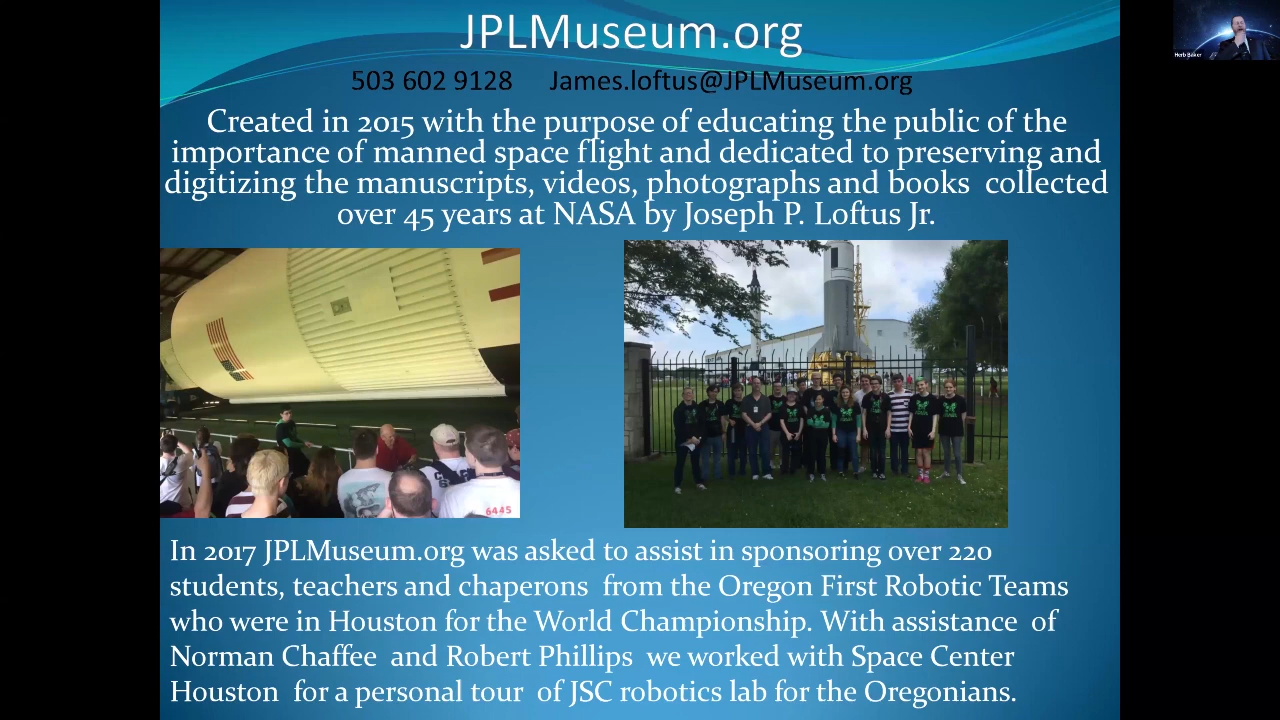 JPLMuseum.org
503 602 9128 James.loftus@JPLMuseum.org
Created in 2015 with the purpose of educating the public of the
importance of manned space flight and dedicated to preserving and
digitizing the manuscripts, videos, photographs and books collected
over 45 years at NASA by Joseph P. Loftus Jr.
6445
In 2017 JPLMuseum.org was asked to assist in sponsoring over 220
students, teachers and chaperons from the Oregon First Robotic Teams
who were in Houston for the World Championship. With assistance of
Norman Chaffee and Robert Phillips we worked with Space Center
Houston for a personal tour of JSC robotics lab for the Oregonians.
Herb Baker